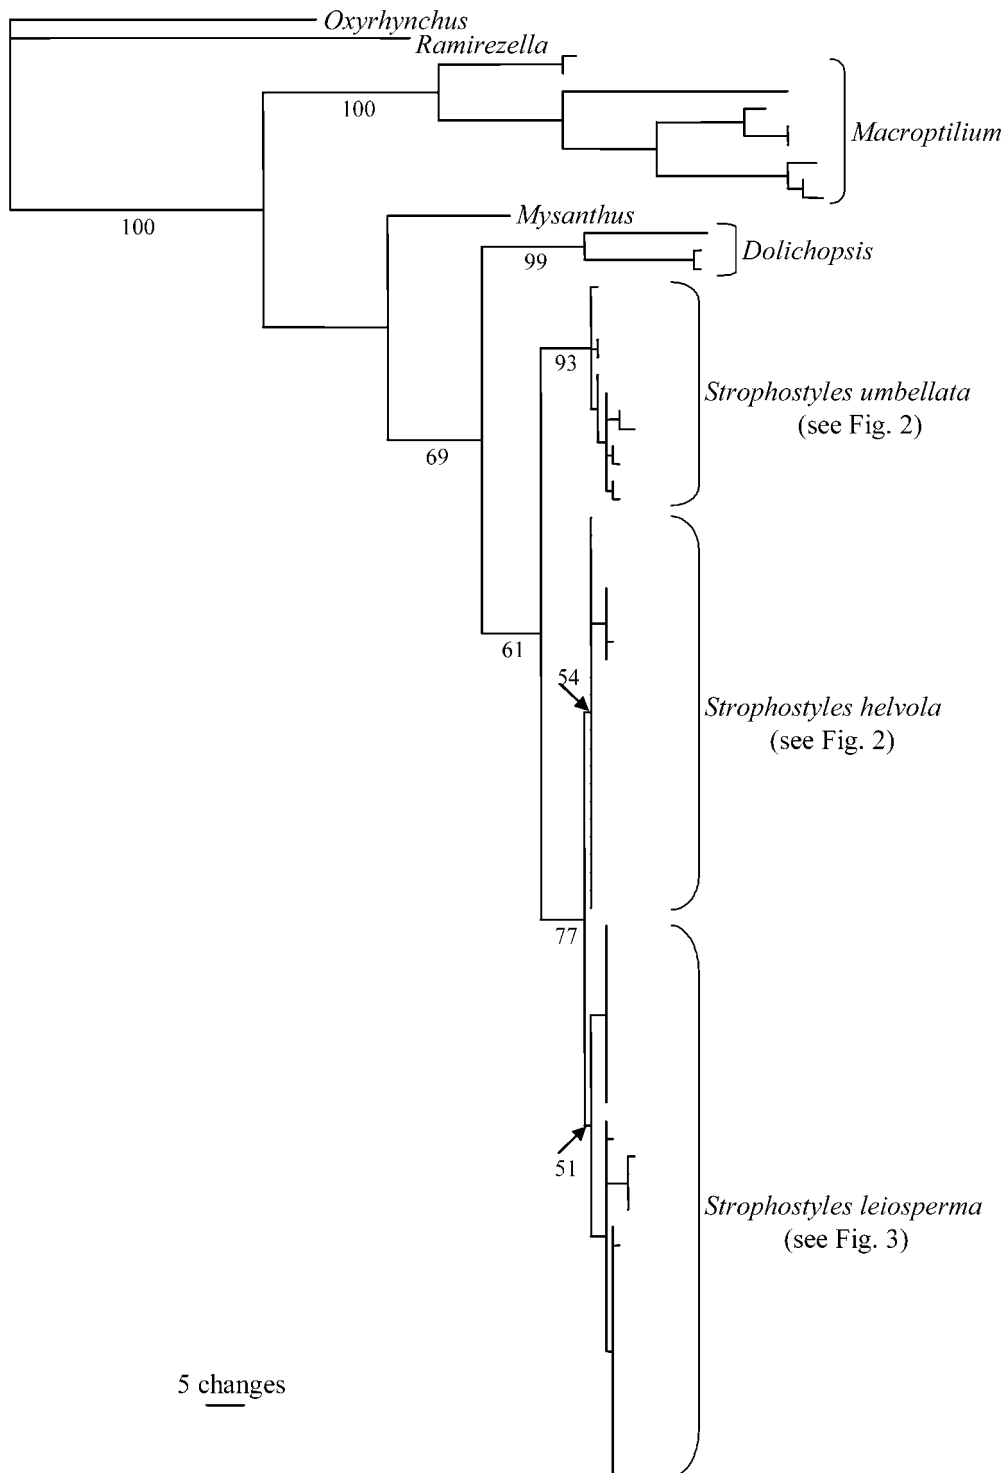 Oxyrhynchus
Ramirezella
100
Macroptilium
100
Mysanthus
99
Dolichopsis
93
Strophostyles umbellata
(see Fig. 2)
69
61
54
Strophostyles helvola
(see Fig. 2)
77
51
Strophostyles leiosperma
(see Fig. 3)
5 changes